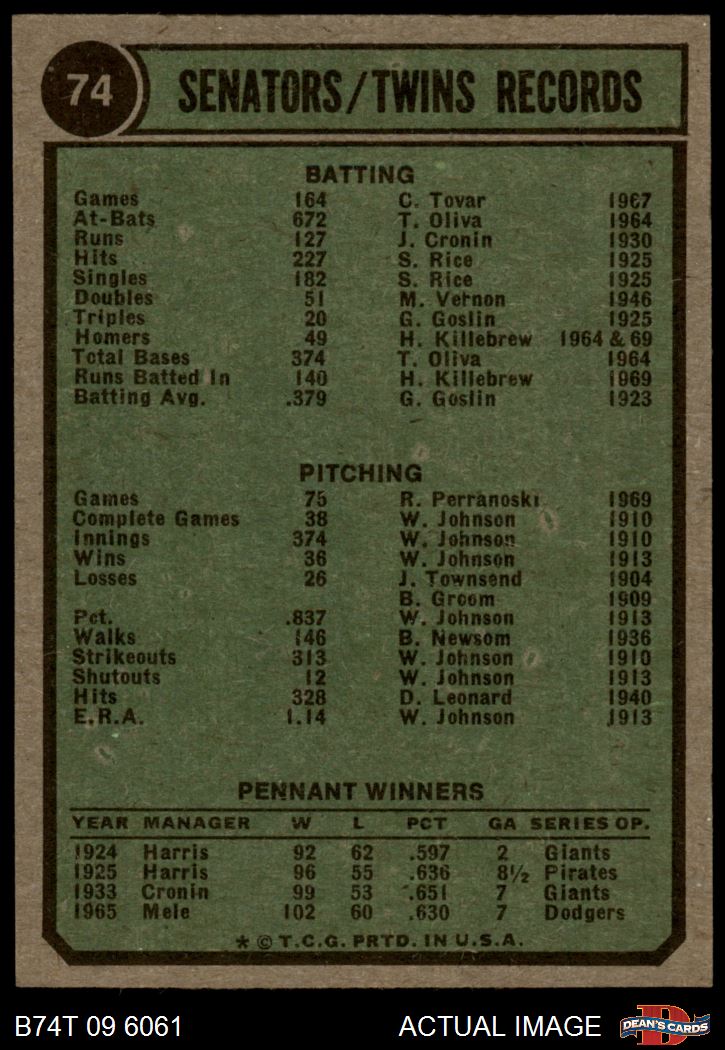 74 SENATORS/TWINS RECORDS
BATTING
Games 164 C. Tovar 1967
At-Bats 672 T. Oliva 1964
Runs 127 J. Cronin 1930
Hits 227 S. Rice 1925
Singles 182 S. Rice 1925
Doubles 51 M. Vernon 1946
Triples 20 G. Goslin 1925
Homers 49 H. Killebrew 1964 & 69
Total Bases 374 T. Oliva 1964
Runs Batted In 140 H. Killebrew 1969
Batting Avg. .379 G. Goslin 1923
PITCHING
Games 75 R. Perranoski 1969
Complete Games 38 W. Johnson 1910
Innings 374 W. Johnson 1910
Wins 36 W. Johnson 1913
Losses 26 J. Townsend 1904
B. Groom 1909
Pct. .837 W. Johnson 1913
Walks 146 B. Newsom 1936
Strikeouts 313 W. Johnson 1910
Shutouts 12 W. Johnson 1913
Hits 328 D. Leonard 1940
E.R.A. 1.14 W. Johnson 1913
PENNANT WINNERS
YEAR MANAGER W L PCT GA SERIES OP.
1924 Harris 92 62 .597 2 Giants
1925 Harris 96 55 .636 8½ Pirates
1933 Cronin 99 53 .651 7 Giants
1965 Mele 102 60 .630 7 Dodgers
* © T.C.G. PRTD. IN U.S.A.
B74T 09 6061 ACTUAL IMAGE D DEAN'S CARDS